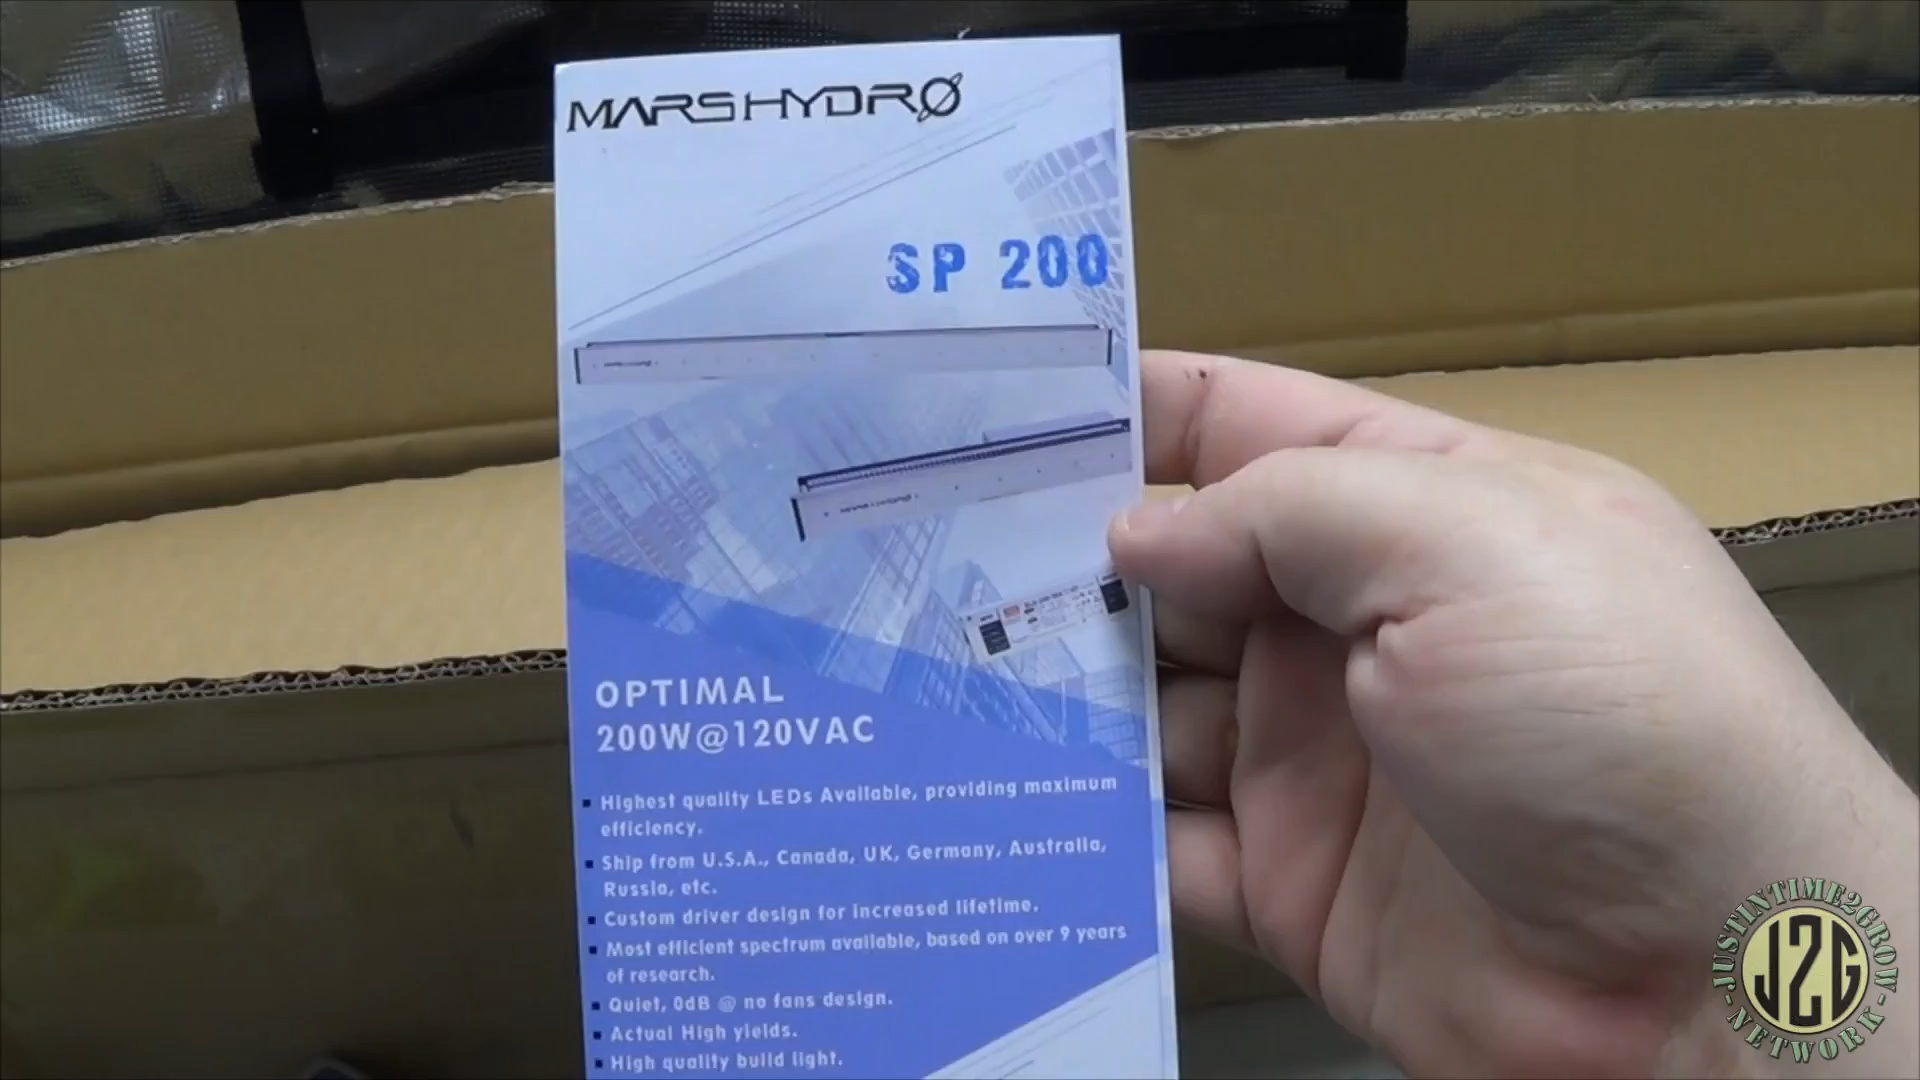 MARSHYDRO
SP 200
OPTIMAL
200W@120VAC
Highest quality LEDs Available, providing maximum
efficiency.
Ship from U.S.A., Canada, UK, Germany, Australia,
Russia, etc.
Custom driver design for increased lifetime.
Most efficient spectrum available, based on over 9 years
of research.
Quiet, 0dB @ no fans design.
Actual High yields.
High quality build light.
JUSTINTIME2GROW
J2G
NETWORK